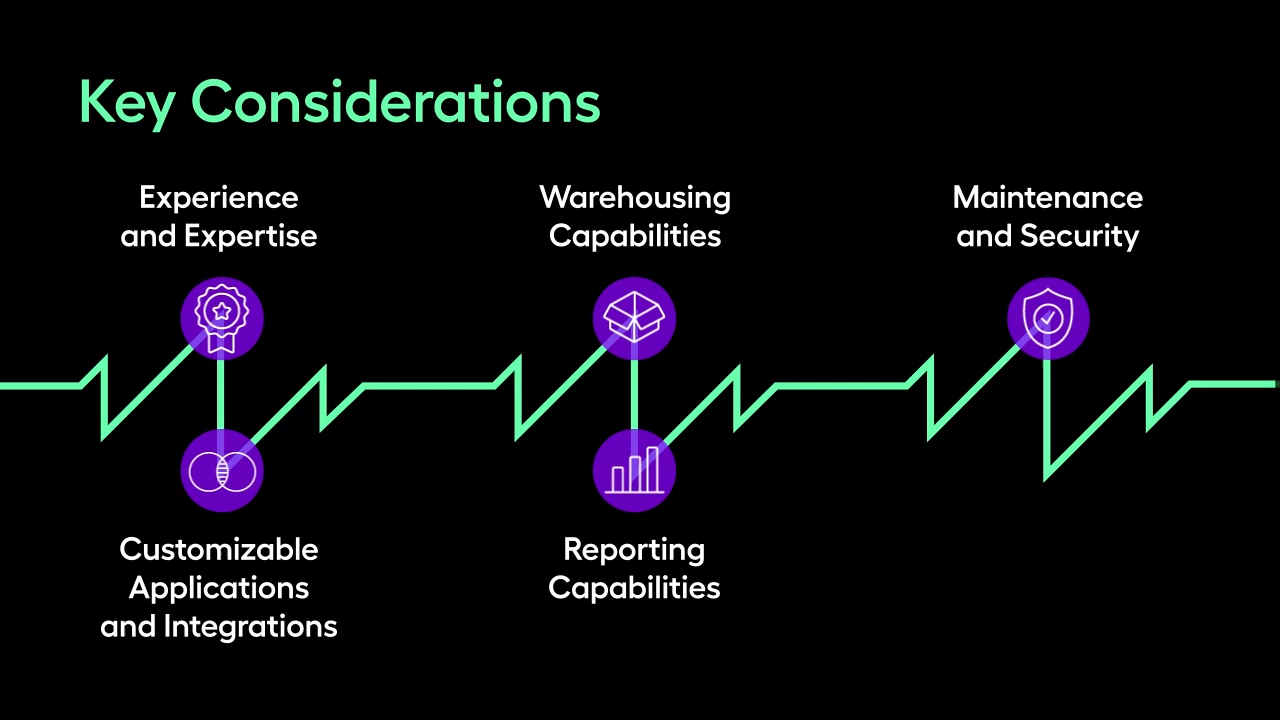 Key Considerations
Experience
and Expertise
Warehousing
Capabilities
Maintenance
and Security
Customizable
Applications
and Integrations
Reporting
Capabilities